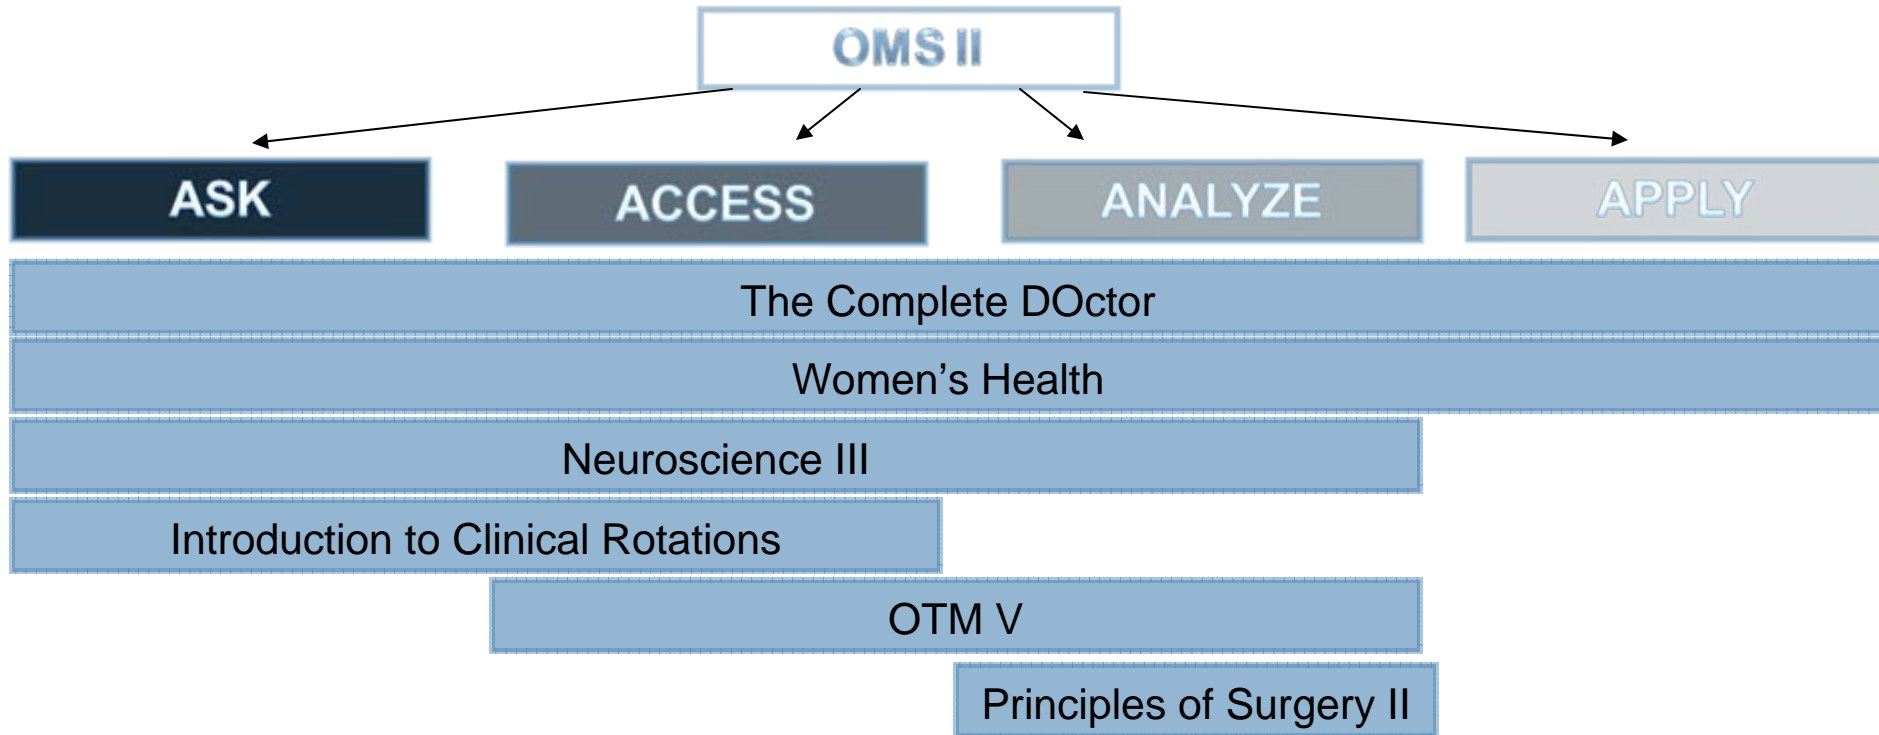 OMS II
ASK
ACCESS
ANALYZE
APPLY
The Complete DOctor
Women’s Health
Neuroscience III
Introduction to Clinical Rotations
OTM V
Principles of Surgery II